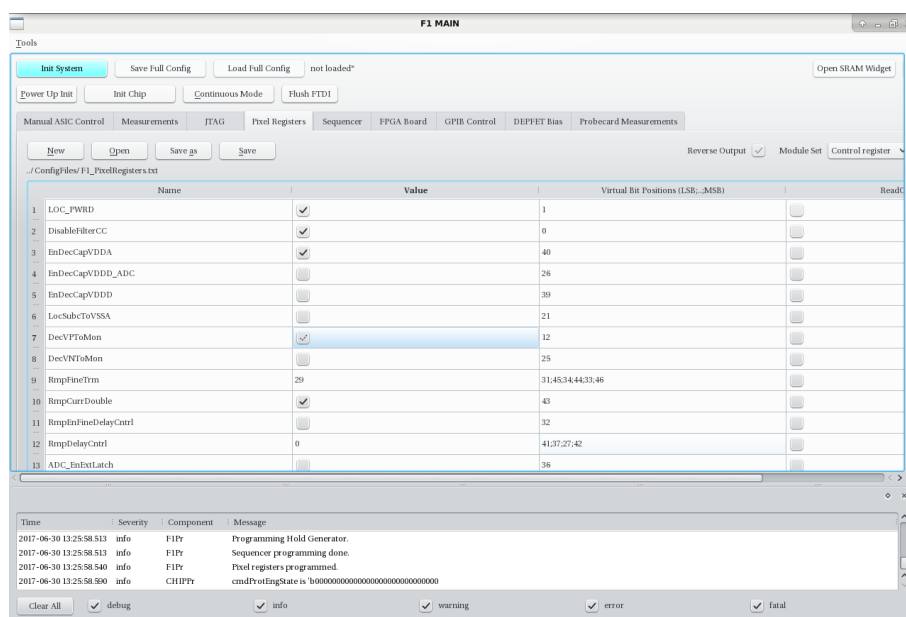 F1 MAIN
Tools
Init System Save Full Config Load Full Config not loaded* Open SRAM Widget
Power Up Init Init Chip Continuous Mode Flush FTDI
Manual ASIC Control Measurements JTAG Pixel Registers Sequencer FPGA Board GPIB Control DEPFET Bias Probecard Measurements
New Open Save as Save Reverse Output Module Set Control register
../ConfigFiles/F1_PixelRegisters.txt
Name Value Virtual Bit Positions (LSB;..;MSB)
1 LOC_PWRD 1
2 DisableFilterCC 0
3 EnDecCapVDDA 40
4 EnDecCapVDDD_ADC 26
5 EnDecCapVDDD 39
6 LocSubcToVSSA 21
7 DecVPToMon 12
8 DecVNToMon 25
9 RmpFineTrm 29 31;45;34;44;33;46
10 RmpCurrDouble 43
11 RmpEnFineDelayCntrl 32
12 RmpDelayCntrl 0 41;37;27;42
13 ADC_EnExtLatch 36
Time Severity Component Message
2017-06-30 13:25:58.513 info F1Pr Programming Hold Generator.
2017-06-30 13:25:58.513 info F1Pr Sequencer programming done.
2017-06-30 13:25:58.540 info F1Pr Pixel registers programmed.
2017-06-30 13:25:58.590 info CHIPPr
Clear All debug info warning error fatal